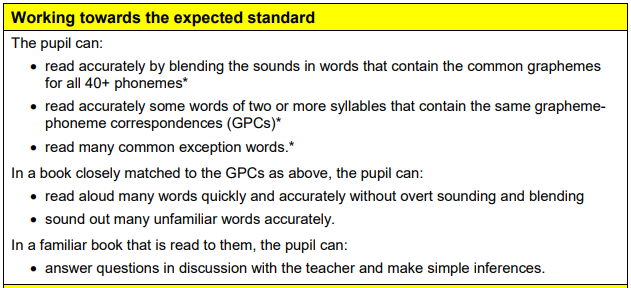 Working towards the expected standard
The pupil can:
• read accurately by blending the sounds in words that contain the common graphemes
for all 40+ phonemes*
• read accurately some words of two or more syllables that contain the same grapheme-
phoneme correspondences (GPCs)*
• read many common exception words.*
In a book closely matched to the GPCs as above, the pupil can:
• read aloud many words quickly and accurately without overt sounding and blending
• sound out many unfamiliar words accurately.
In a familiar book that is read to them, the pupil can:
• answer questions in discussion with the teacher and make simple inferences.